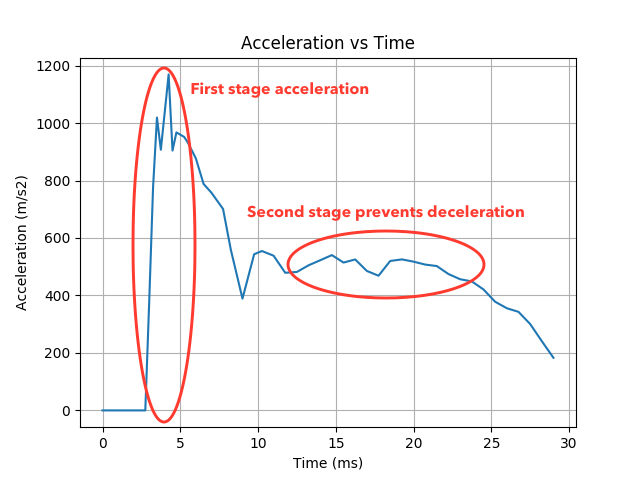 Acceleration vs Time
1200
First stage acceleration
1000
800
Second stage prevents deceleration
600
400
200
0
Acceleration (m/s2)
0 5 10 15 20 25 30
Time (ms)